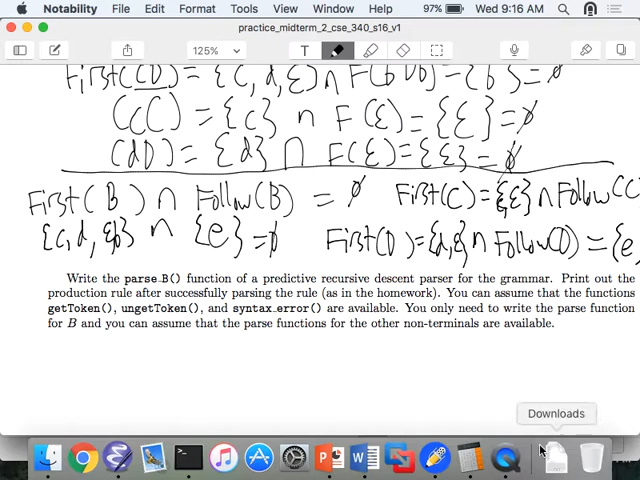 Notability File Edit Format Tools Window Help 97% Wed 9:16 AM
practice_midterm_2_cse_340_s16_v1
125%
T
First(CD) = {c, d, ε} ∩ F(bDb) = {b} = ∅
(cC) = {c} ∩ F(ε) = {ε} = ∅
(dD) = {d} ∩ F(ε) = {ε} = ∅
First(B) ∩ Follow(B) = ∅ First(C) = {c, ε} ∩ Follow(C
{c, d, b} ∩ {e} = ∅ First(D) = {d, ε} ∩ Follow(D) = {e,
Write the parse_B() function of a predictive recursive descent parser for the grammar. Print out the
production rule after successfully parsing the rule (as in the homework). You can assume that the functions
getToken(), ungetToken(), and syntax_error() are available. You only need to write the parse function
for B and you can assume that the parse functions for the other non-terminals are available.
Downloads